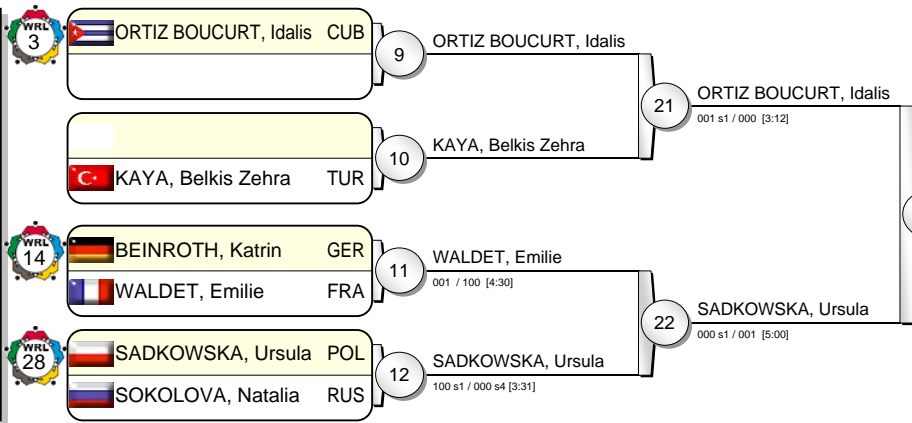 WRL
3
ORTIZ BOUCURT, Idalis CUB
9
ORTIZ BOUCURT, Idalis
21
ORTIZ BOUCURT, Idalis
001 s1 / 000 [3:12]
10
KAYA, Belkis Zehra
KAYA, Belkis Zehra TUR
WRL
14
BEINROTH, Katrin GER
11
WALDET, Emilie
001 / 100 [4:30]
WALDET, Emilie FRA
22
SADKOWSKA, Ursula
000 s1 / 001 [5:00]
WRL
28
SADKOWSKA, Ursula POL
12
SADKOWSKA, Ursula
100 s1 / 000 s4 [3:31]
SOKOLOVA, Natalia RUS